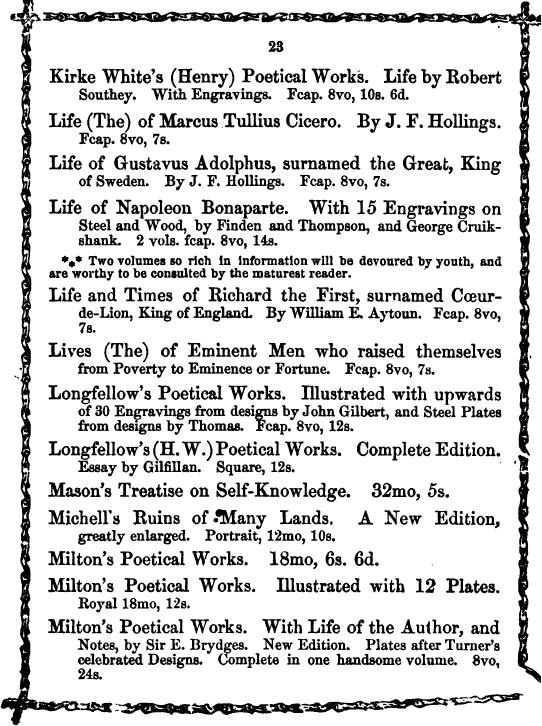 23
Kirke White's (Henry) Poetical Works. Life by Robert
Southey. With Engravings. Fcap. 8vo, 10s. 6d.
Life (The) of Marcus Tullius Cicero. By J. F. Hollings.
Fcap. 8vo, 7s.
Life of Gustavus Adolphus, surnamed the Great, King
of Sweden. By J. F. Hollings. Fcap. 8vo, 7s.
Life of Napoleon Bonaparte. With 15 Engravings on
Steel and Wood, by Finden and Thompson, and George Cruik-
shank. 2 vols. fcap. 8vo, 14s.
*** Two volumes so rich in information will be devoured by youth, and
are worthy to be consulted by the maturest reader.
Life and Times of Richard the First, surnamed Cœur-
de-Lion, King of England. By William E. Aytoun. Fcap. 8vo,
7s.
Lives (The) of Eminent Men who raised themselves
from Poverty to Eminence or Fortune. Fcap. 8vo, 7s.
Longfellow's Poetical Works. Illustrated with upwards
of 30 Engravings from designs by John Gilbert, and Steel Plates
from designs by Thomas. Fcap. 8vo, 12s.
Longfellow's (H. W.) Poetical Works. Complete Edition.
Essay by Gilfillan. Square, 12s.
Mason's Treatise on Self-Knowledge. 32mo, 5s.
Michell's Ruins of Many Lands. A New Edition,
greatly enlarged. Portrait, 12mo, 10s.
Milton's Poetical Works. 18mo, 6s. 6d.
Milton's Poetical Works. Illustrated with 12 Plates.
Royal 18mo, 12s.
Milton's Poetical Works. With Life of the Author, and
Notes, by Sir E. Brydges. New Edition. Plates after Turner's
celebrated Designs. Complete in one handsome volume. 8vo,
24s.